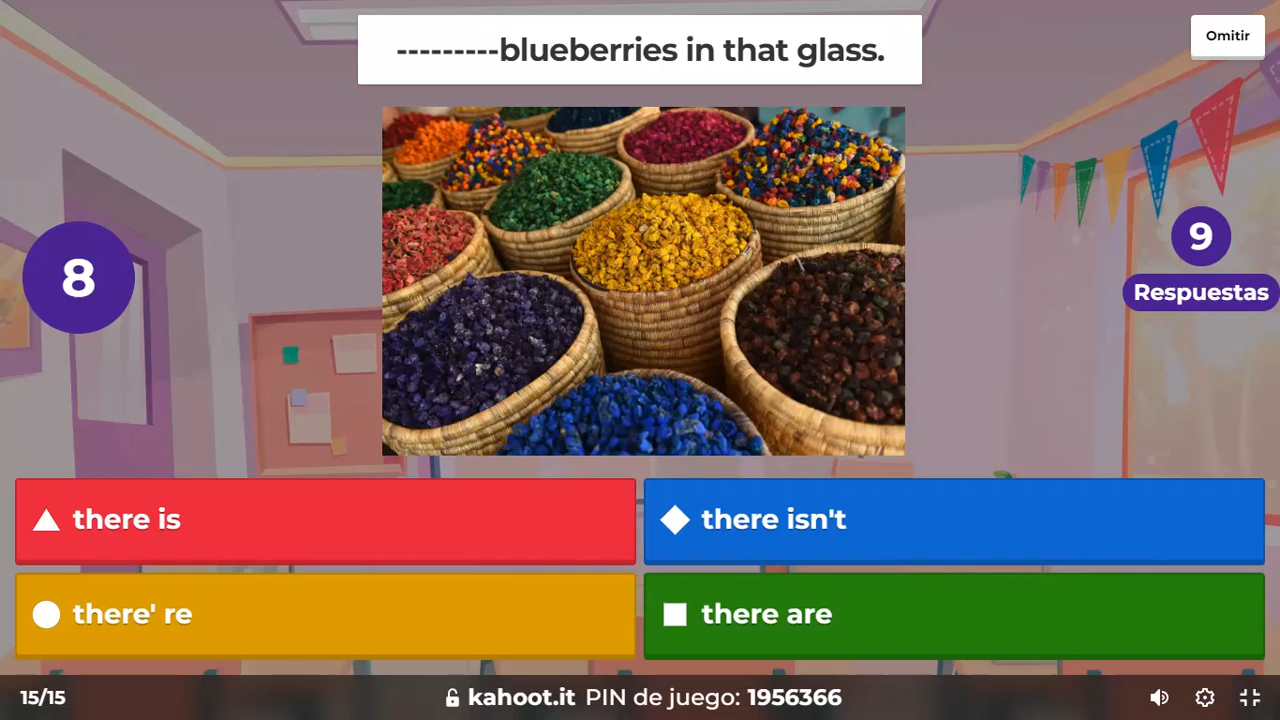 ---------blueberries in that glass.
Omitir
8
9
Respuestas
there is
there isn't
there' re
there are
15/15
kahoot.it PIN de juego: 1956366